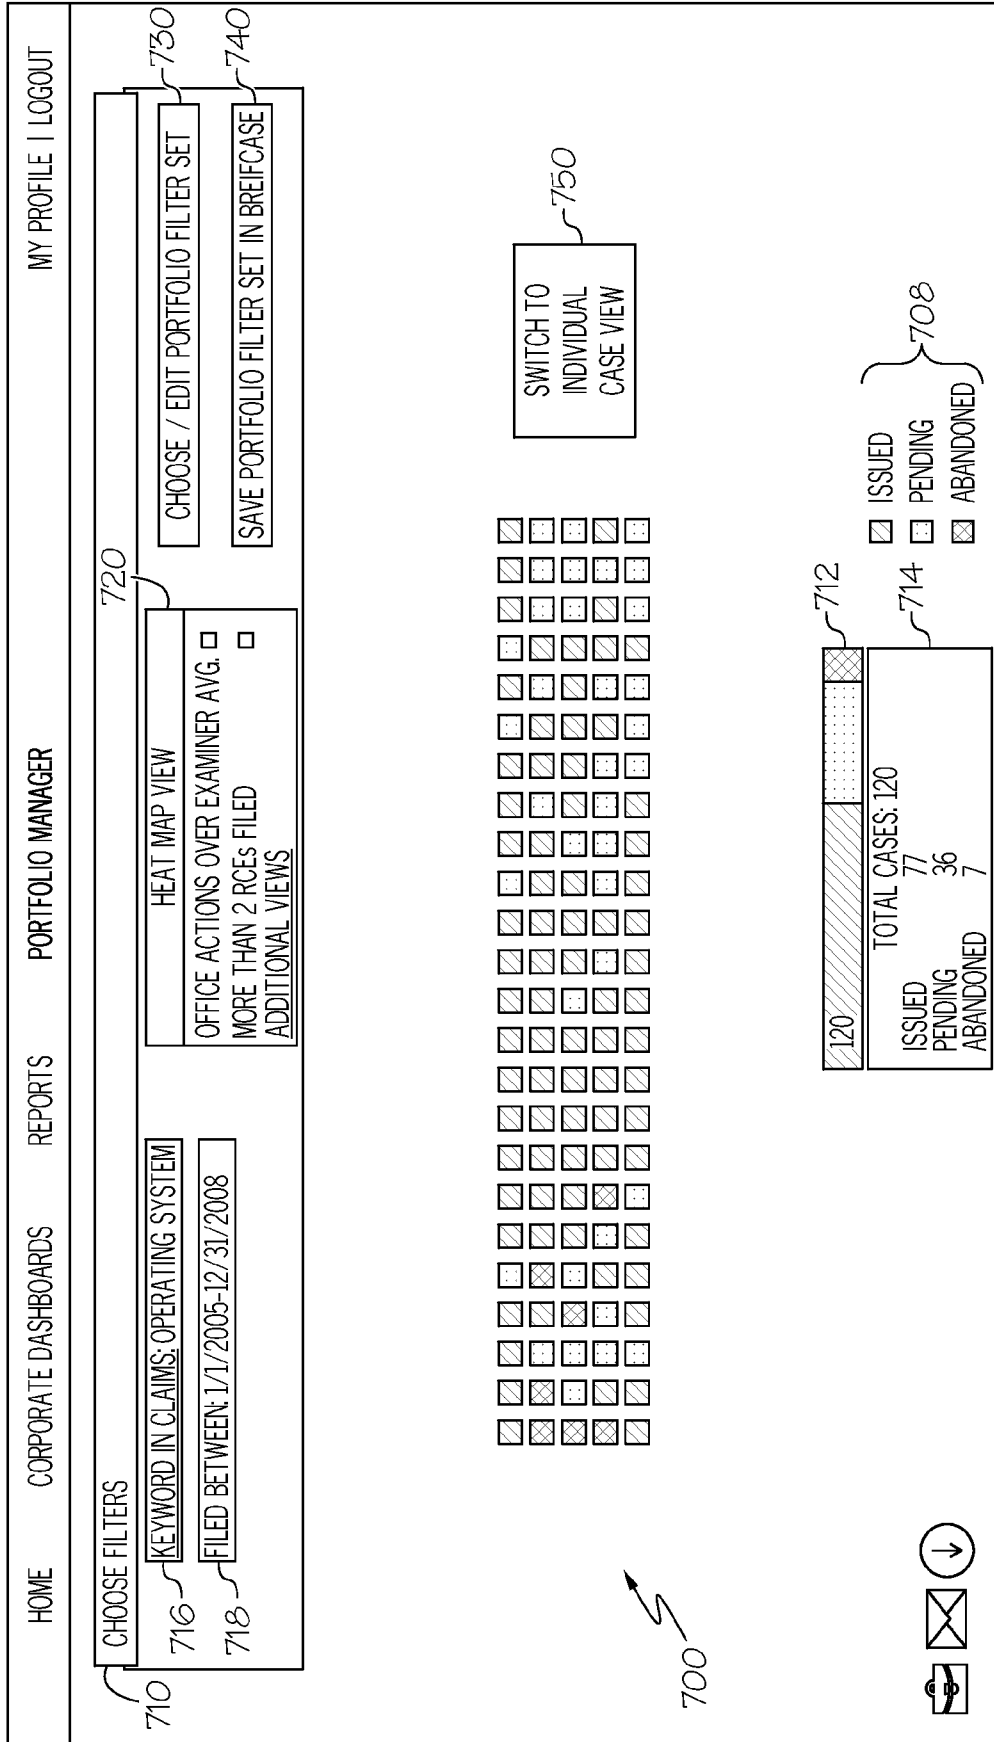 HOME CORPORATE DASHBOARDS REPORTS PORTFOLIO MANAGER MY PROFILE | LOGOUT
710
CHOOSE FILTERS
716
KEYWORD IN CLAIMS: OPERATING SYSTEM
718
FILED BETWEEN: 1/1/2005-12/31/2008
720
HEAT MAP VIEW
OFFICE ACTIONS OVER EXAMINER AVG.
MORE THAN 2 RCEs FILED
ADDITIONAL VIEWS
CHOOSE / EDIT PORTFOLIO FILTER SET
730
SAVE PORTFOLIO FILTER SET IN BREIFCASE
740
SWITCH TO
INDIVIDUAL
CASE VIEW
750
700
120
712
TOTAL CASES: 120
ISSUED 77
PENDING 36
ABANDONED 7
714
ISSUED
PENDING
ABANDONED
708